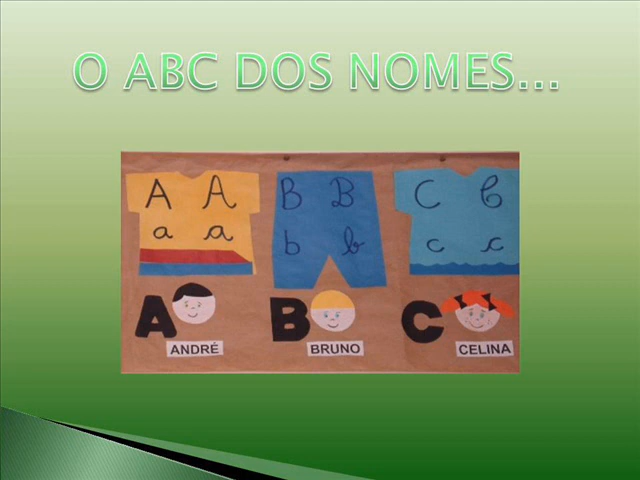 O ABC DOS NOMES...
A A B B C C
a a b b c c
A B C
ANDRÉ BRUNO CELINA